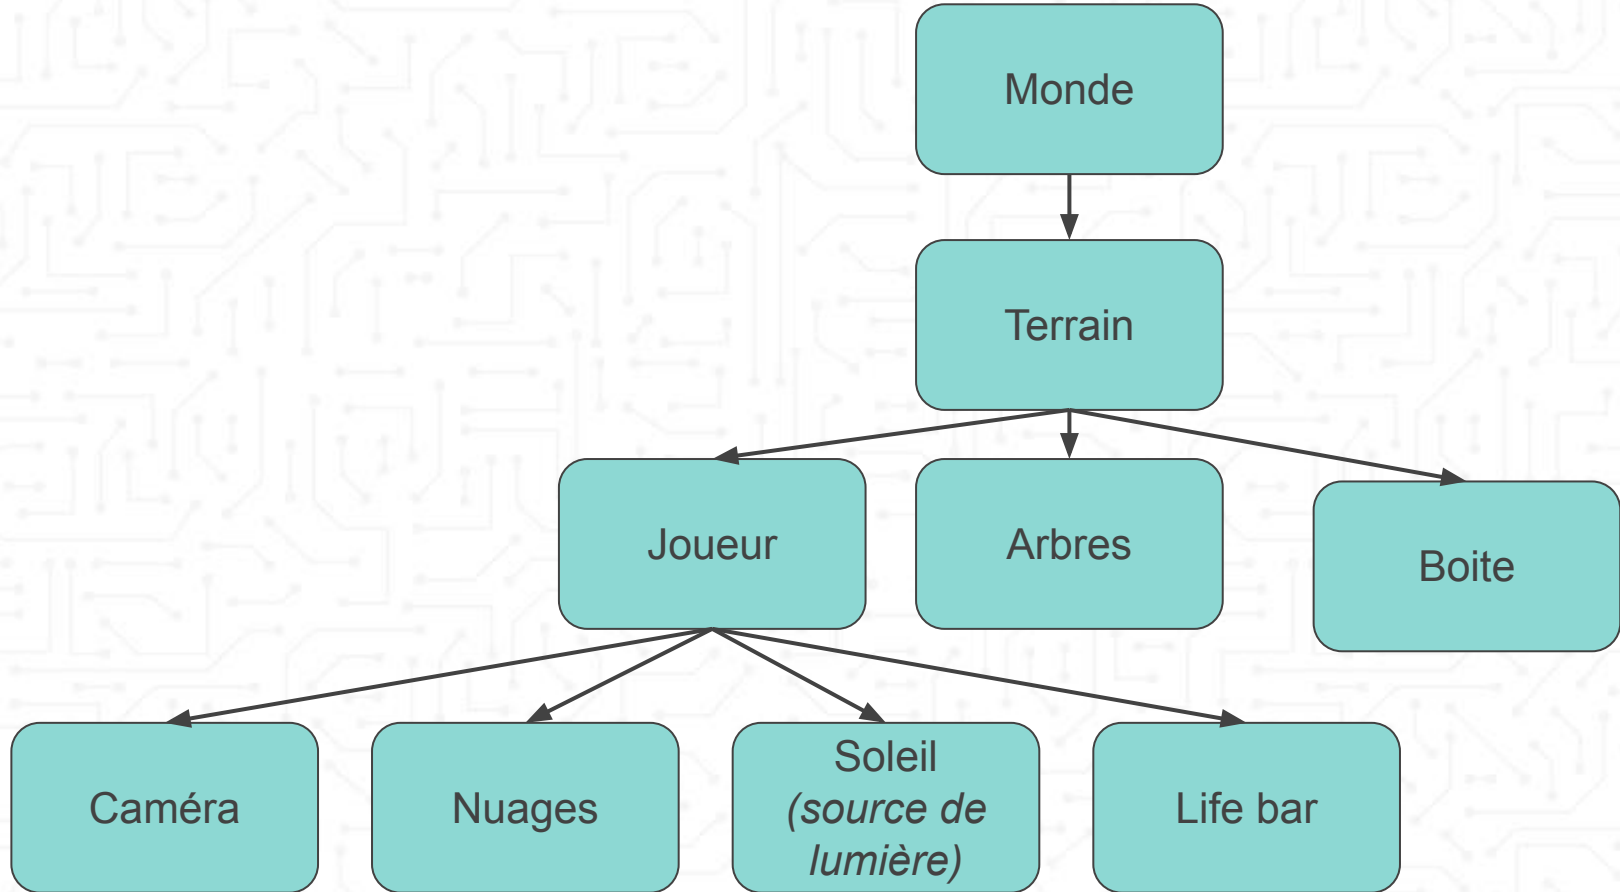 Monde
Terrain
Joueur
Arbres
Boite
Caméra
Nuages
Soleil
(source de
lumière)
Life bar